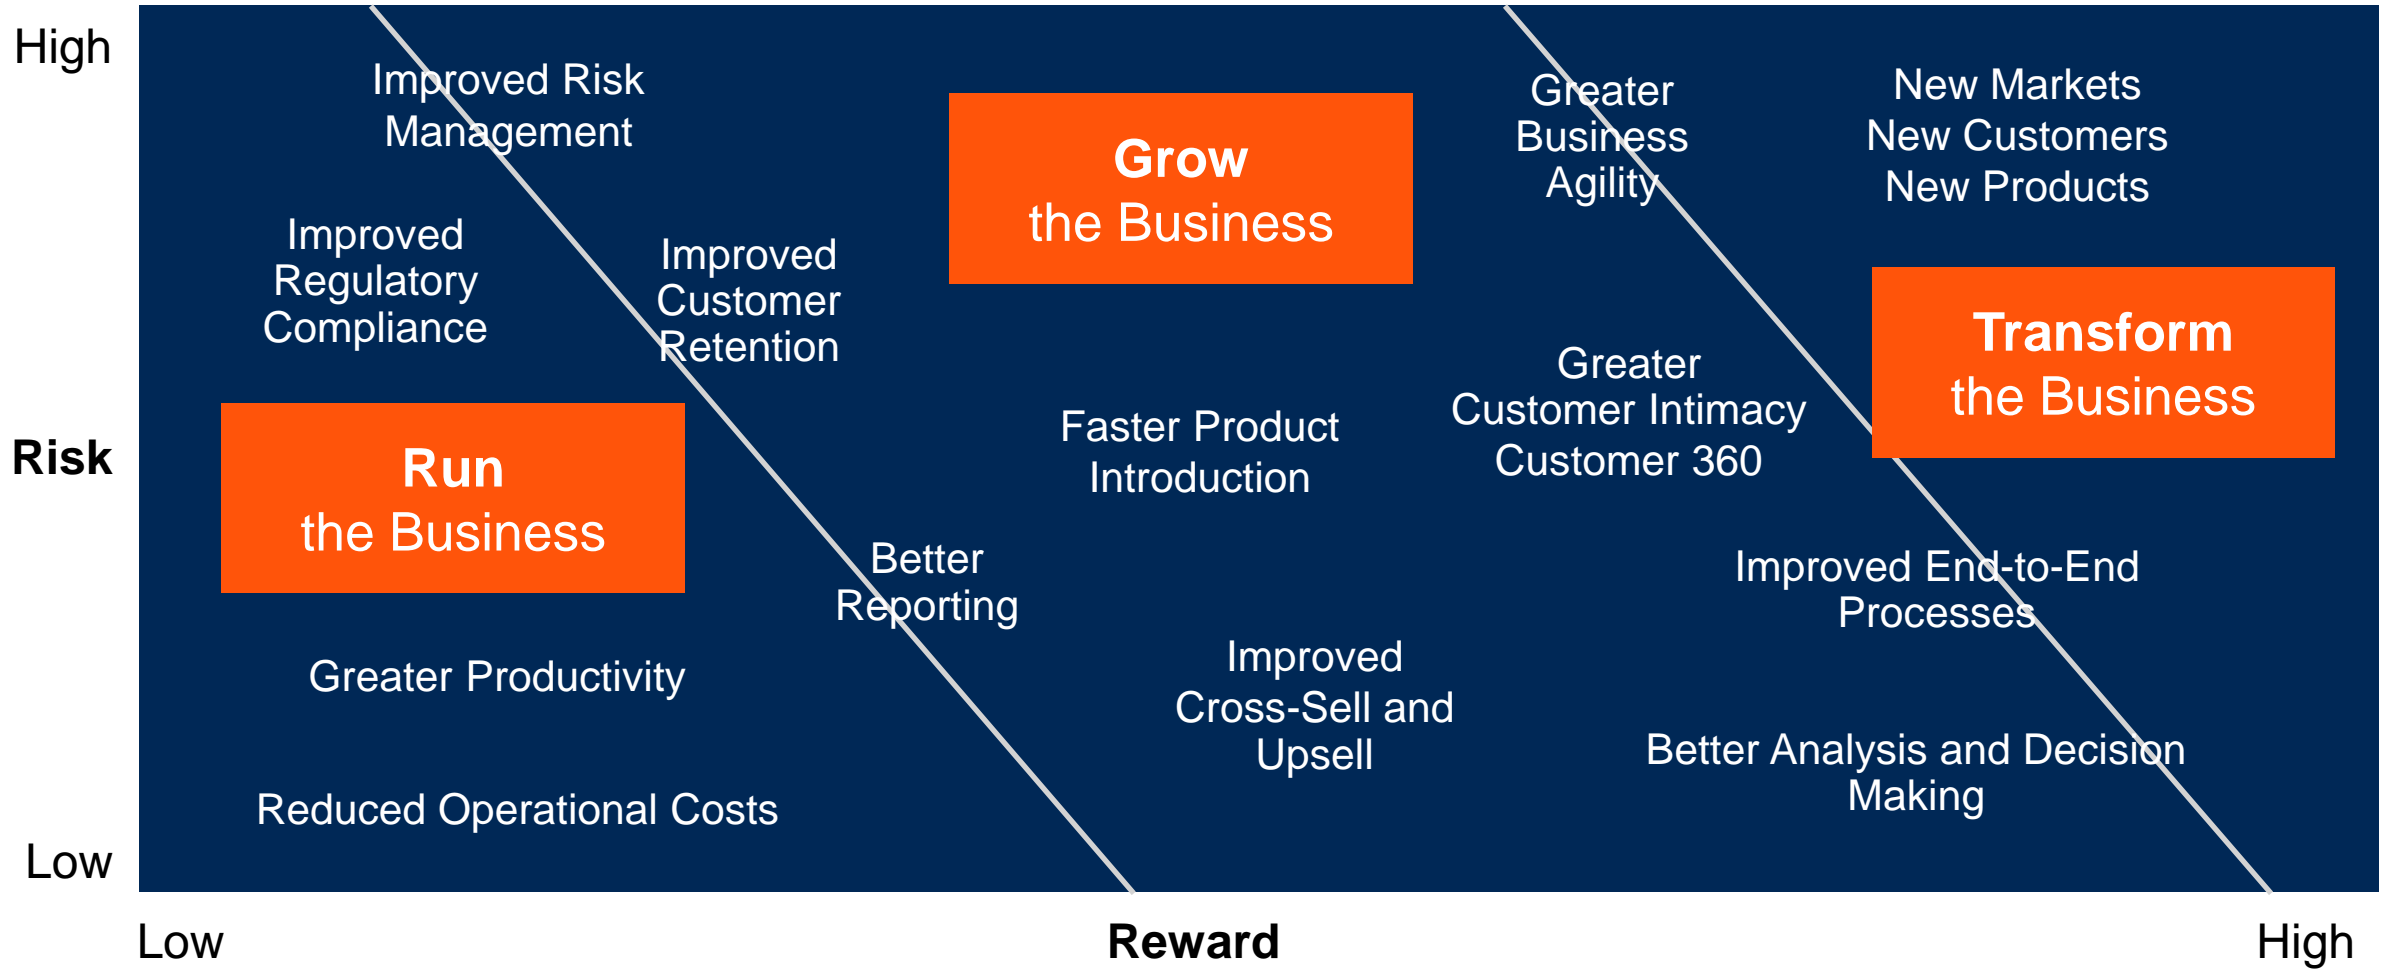 High
Improved Risk
Management
Grow
the Business
Greater
Business
Agility
New Markets
New Customers
New Products
Improved
Regulatory
Compliance
Improved
Customer
Retention
Transform
the Business
Greater
Customer Intimacy
Customer 360
Faster Product
Introduction
Risk
Run
the Business
Better
Reporting
Improved End-to-End
Processes
Greater Productivity
Improved
Cross-Sell and
Upsell
Better Analysis and Decision
Making
Reduced Operational Costs
Low
Low
Reward
High